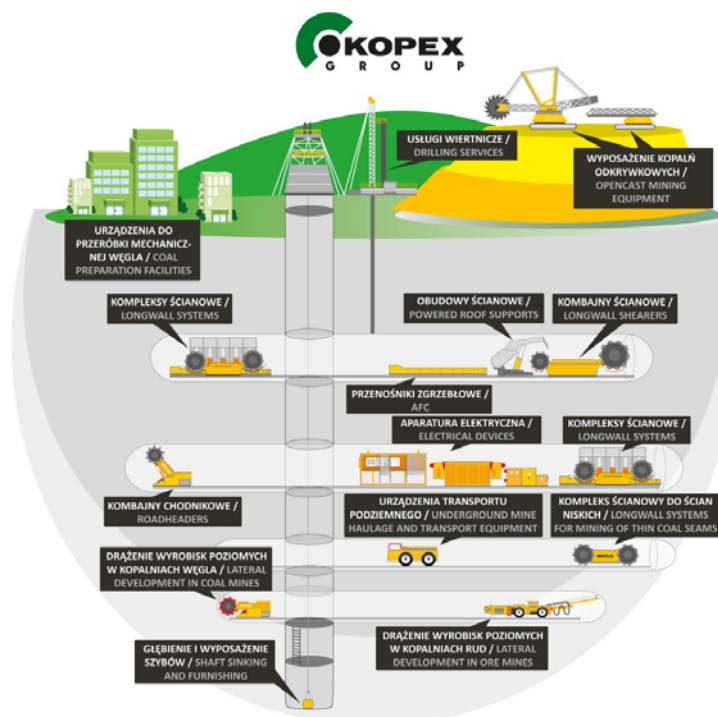 KOPEX
GROUP
USŁUGI WIERTNICZE /
DRILLING SERVICES
WYPOSAŻENIE KOPALŃ
ODKRYWKOWYCH /
OPENCAST MINING
EQUIPMENT
URZĄDZENIA DO
PRZERÓBKI MECHANICZ-
NEJ WĘGLA / COAL
PREPARATION FACILITIES
KOMPLEKSY ŚCIANOWE /
LONGWALL SYSTEMS
OBUDOWY ŚCIANOWE /
POWERED ROOF SUPPORTS
KOMBAJNY ŚCIANOWE /
LONGWALL SHEARERS
PRZENOŚNIKI ZGRZEBŁOWE /
AFC
APARATURA ELEKTRYCZNA /
ELECTRICAL DEVICES
KOMPLEKSY ŚCIANOWE /
LONGWALL SYSTEMS
KOMBAJNY CHODNIKOWE /
ROADHEADERS
URZĄDZENIA TRANSPORTU
PODZIEMNEGO / UNDERGROUND MINE
HAULAGE AND TRANSPORT EQUIPMENT
KOMPLEKS ŚCIANOWY DO ŚCIAN
NISKICH / LONGWALL SYSTEMS
FOR MINING OF THIN COAL SEAMS
DRĄŻENIE WYROBISK POZIOMYCH
W KOPALNIACH WĘGLA / LATERAL
DEVELOPMENT IN COAL MINES
DRĄŻENIE WYROBISK POZIOMYCH
W KOPALNIACH RUD / LATERAL
DEVELOPMENT IN ORE MINES
GŁĘBIENIE I WYPOSAŻENIE
SZYBÓW / SHAFT SINKING
AND FURNISHING